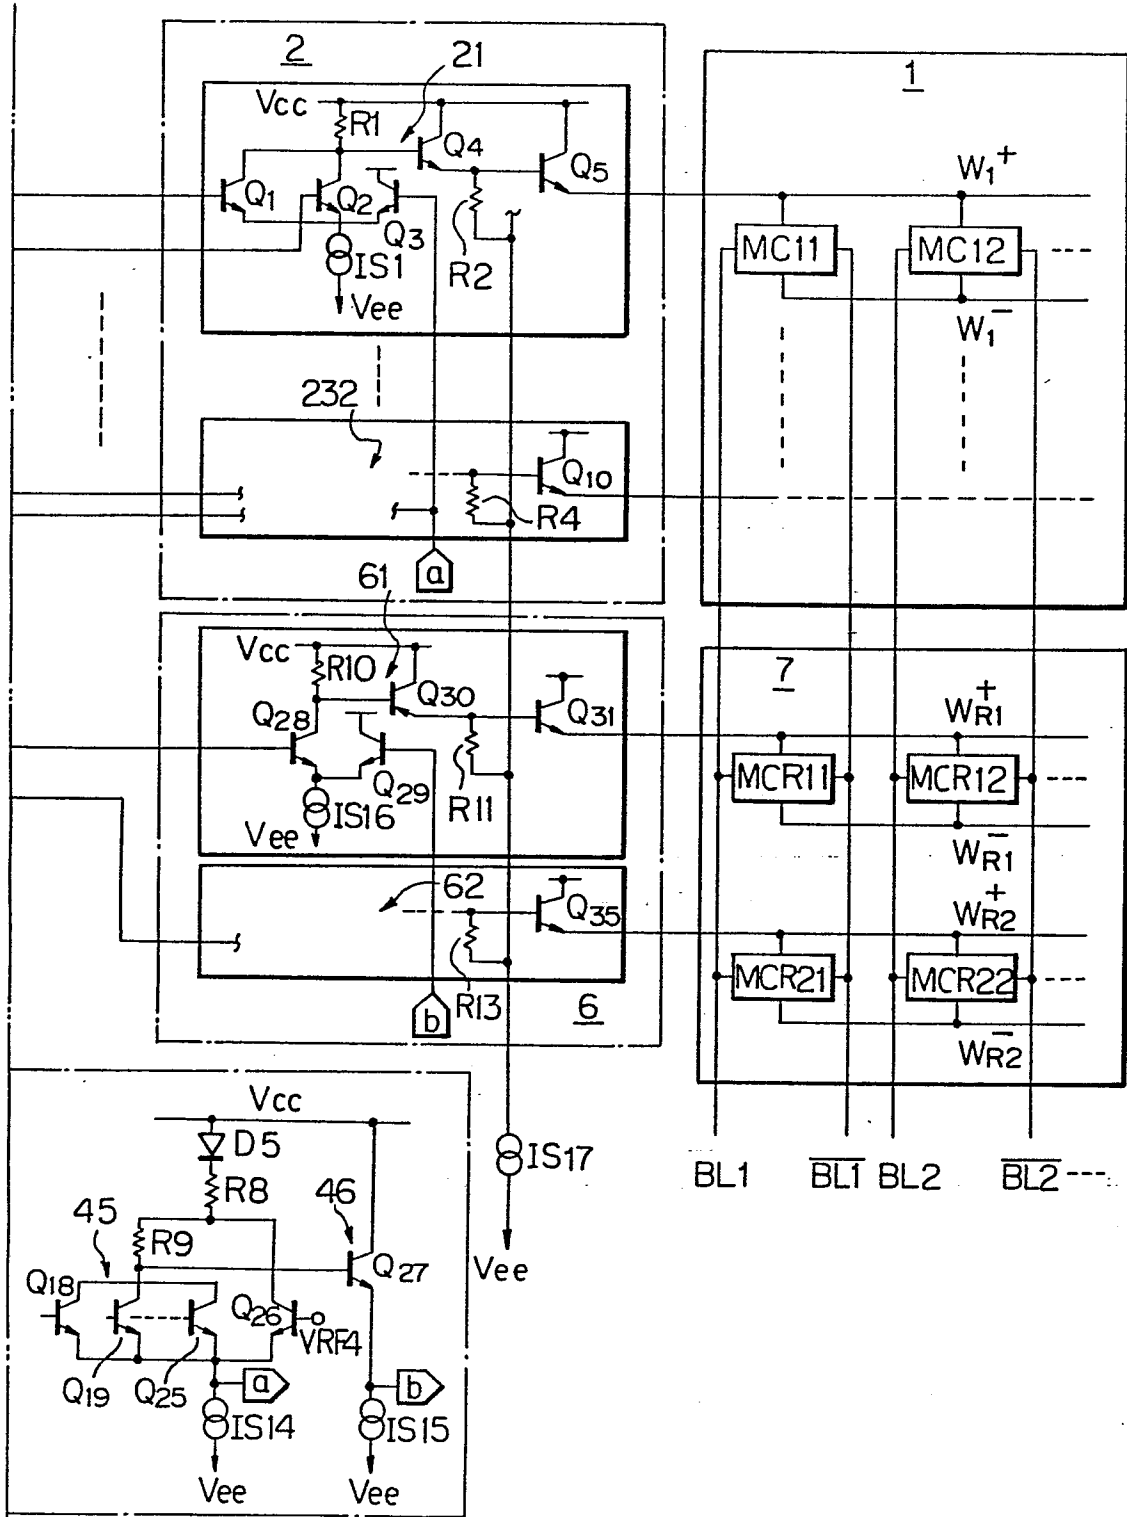 2
21
1
Vcc
R1
Q4
Q5
W1+
Q1
Q2
Q3
MC11
MC12
IS1
R2
Vee
W1-
232
Q10
R4
a
61
Vcc
R10
Q30
7
WR1+
Q28
Q31
MCR11
MCR12
Q29
R11
IS16
Vee
WR1-
62
Q35
WR2+
MCR21
MCR22
R13
b
6
WR2-
Vcc
D5
IS17
BL1
BL1
BL2
BL2
R8
46
45
R9
Q27
Vee
Q18
Q26
VRF4
Q19
Q25
a
b
IS14
IS15
Vee
Vee